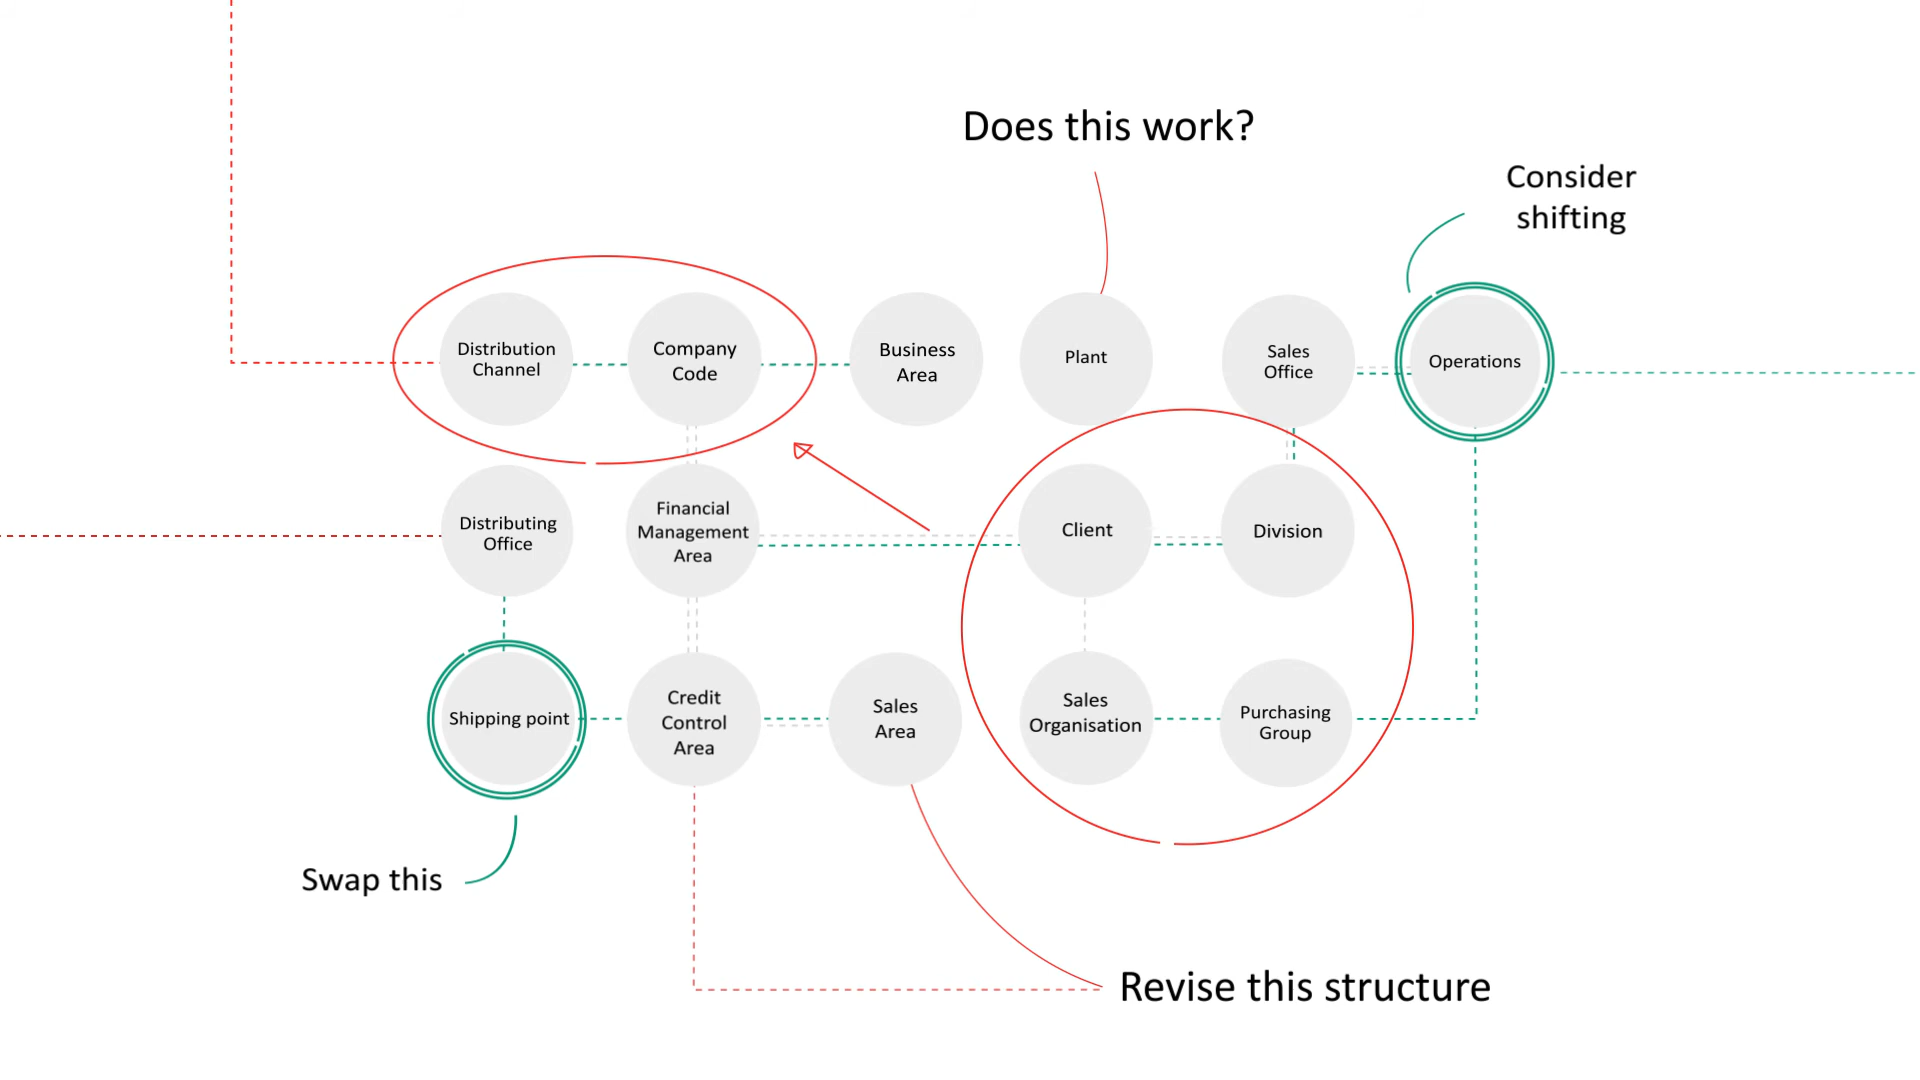 Does this work?
Consider
shifting
Distribution
Channel
Company
Code
Business
Area
Plant
Sales
Office
Operations
Distributing
Office
Financial
Management
Area
Client
Division
Shipping point
Credit
Control
Area
Sales
Area
Sales
Organisation
Purchasing
Group
Swap this
Revise this structure